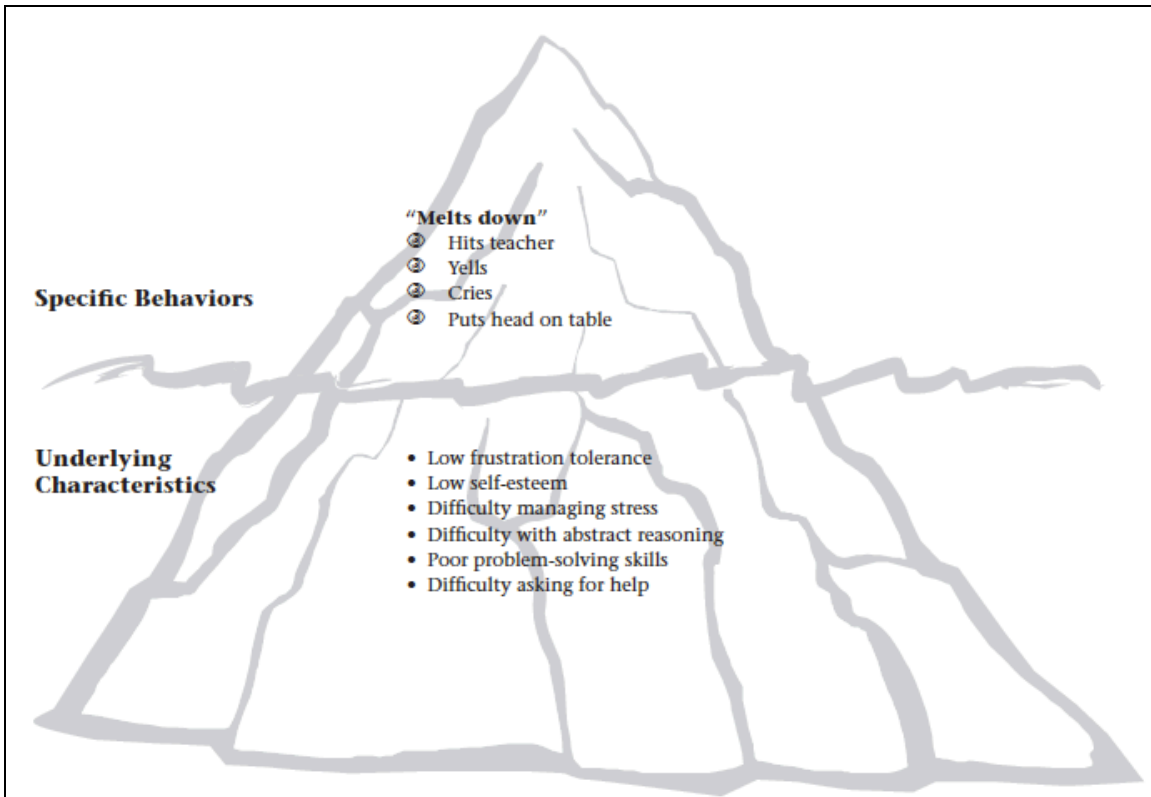 “Melts down”
Hits teacher
Yells
Cries
Puts head on table
Specific Behaviors
Underlying
Characteristics
• Low frustration tolerance
• Low self-esteem
• Difficulty managing stress
• Difficulty with abstract reasoning
• Poor problem-solving skills
• Difficulty asking for help